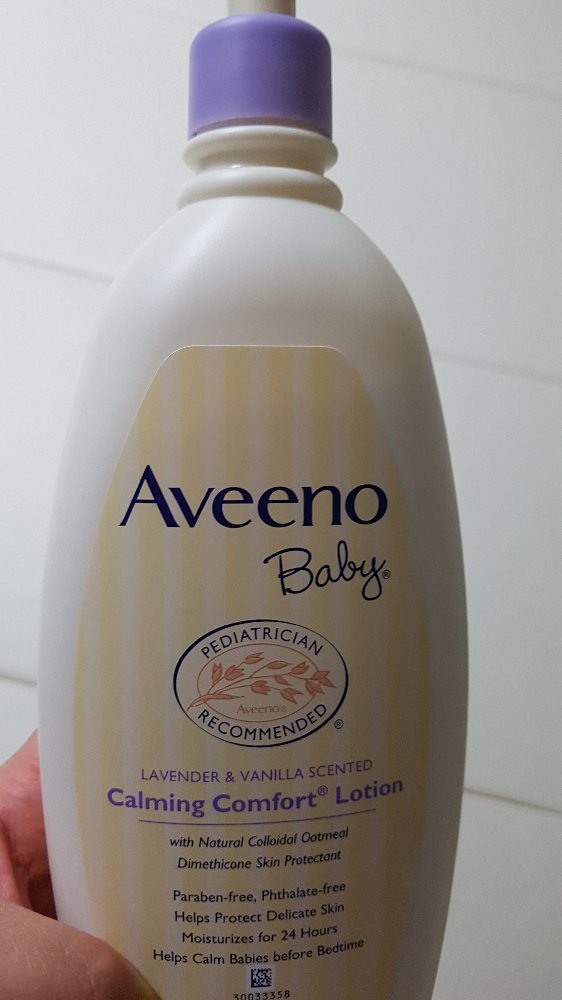 Aveeno
Baby®
PEDIATRICIAN
Aveeno®
RECOMMENDED®
LAVENDER & VANILLA SCENTED
Calming Comfort® Lotion
with Natural Colloidal Oatmeal
Dimethicone Skin Protectant
Paraben-free, Phthalate-free
Helps Protect Delicate Skin
Moisturizes for 24 Hours
Helps Calm Babies before Bedtime
30033358